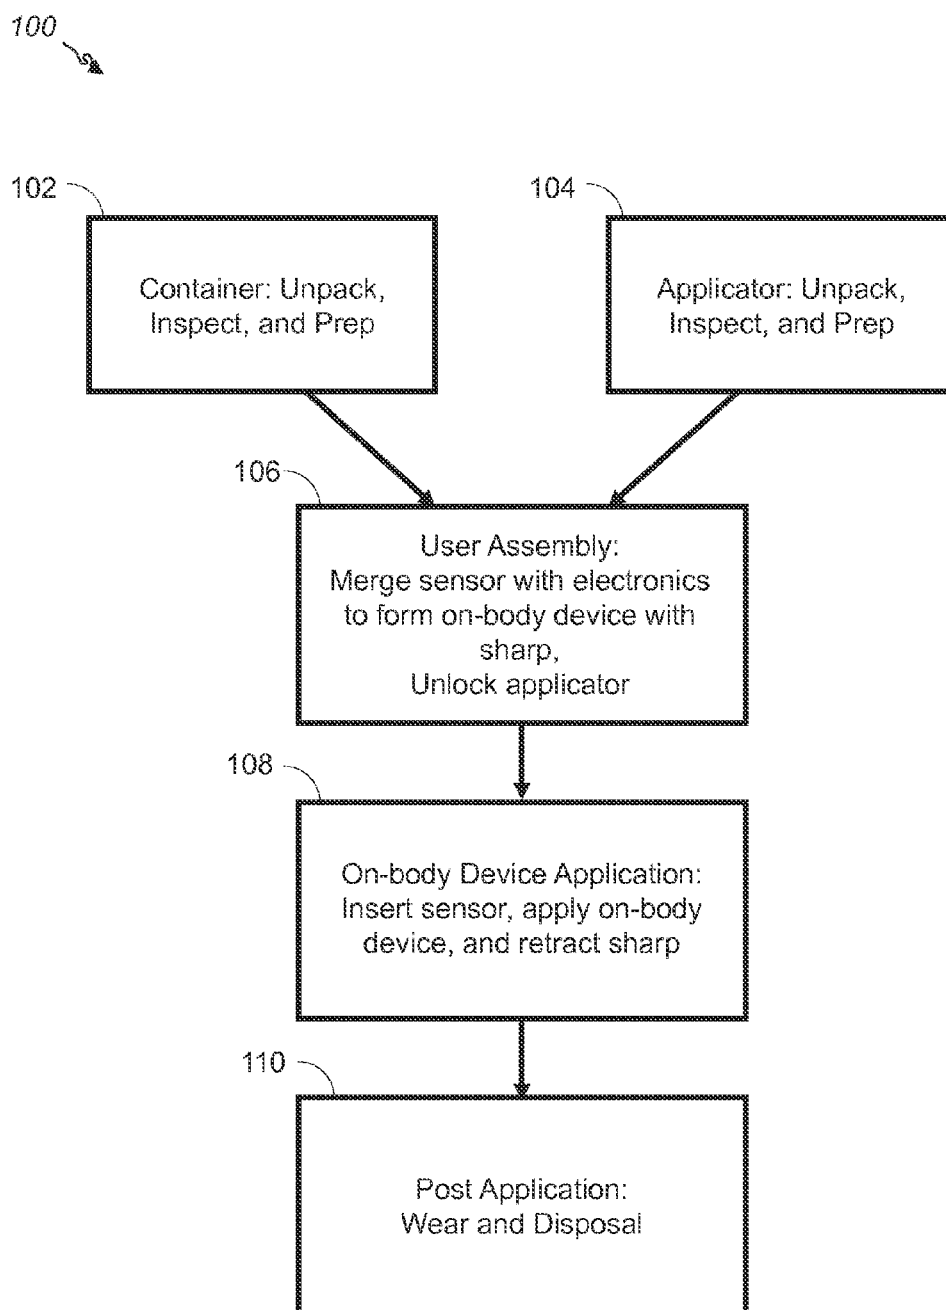 100
102
104
Container: Unpack,
Inspect, and Prep
Applicator: Unpack,
Inspect, and Prep
106
User Assembly:
Merge sensor with electronics
to form on-body device with
sharp,
Unlock applicator
108
On-body Device Application:
Insert sensor, apply on-body
device, and retract sharp
110
Post Application:
Wear and Disposal